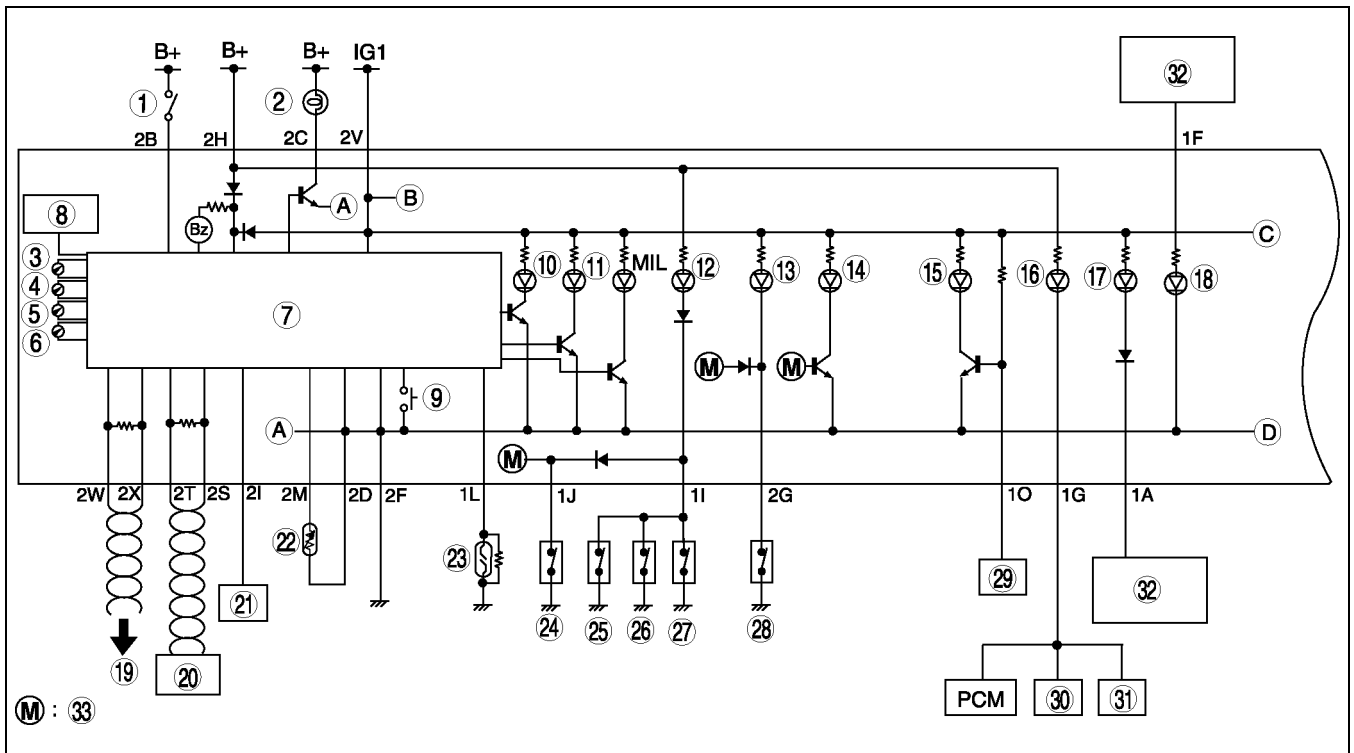 B+ B+ B+ IG1
① ② ㉜
2B 2H 2C 2V 1F
Ⓐ Ⓑ
⑧ Bz Ⓒ
③ ④ ⑤ ⑥ ⑦
⑩ ⑪ MIL ⑫ ⑬ ⑭ ⑮ ⑯ ⑰ ⑱
M M
⑨
Ⓐ Ⓓ
M
2W 2X 2T 2S 2I 2M 2D 2F 1L 1J 1I 2G 1O 1G 1A
㉒ ㉓
㉑ ㉙ ㉜
㉔ ㉕ ㉖ ㉗ ㉘
⑲ ⑳
PCM ㉚ ㉛
M : ㉝